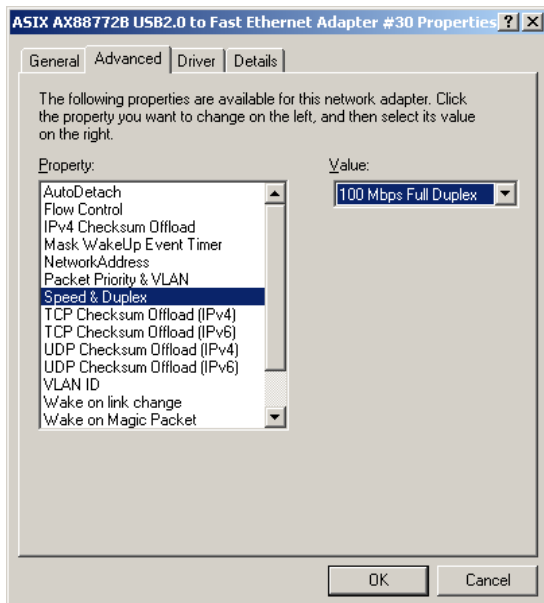 ASIX AX88772B USB2.0 to Fast Ethernet Adapter #30 Properties
General Advanced Driver Details
The following properties are available for this network adapter. Click
the property you want to change on the left, and then select its value
on the right.
Property:
Value:
AutoDetach
Flow Control
IPv4 Checksum Offload
Mask WakeUp Event Timer
NetworkAddress
Packet Priority & VLAN
Speed & Duplex
TCP Checksum Offload (IPv4)
TCP Checksum Offload (IPv6)
UDP Checksum Offload (IPv4)
UDP Checksum Offload (IPv6)
VLAN ID
Wake on link change
Wake on Magic Packet
100 Mbps Full Duplex
OK Cancel